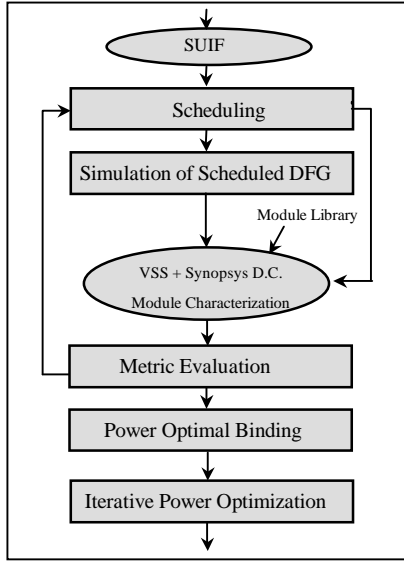 SUIF
Scheduling
Simulation of Scheduled DFG
Module Library
VSS + Synopsys D.C.
Module Characterization
Metric Evaluation
Power Optimal Binding
Iterative Power Optimization